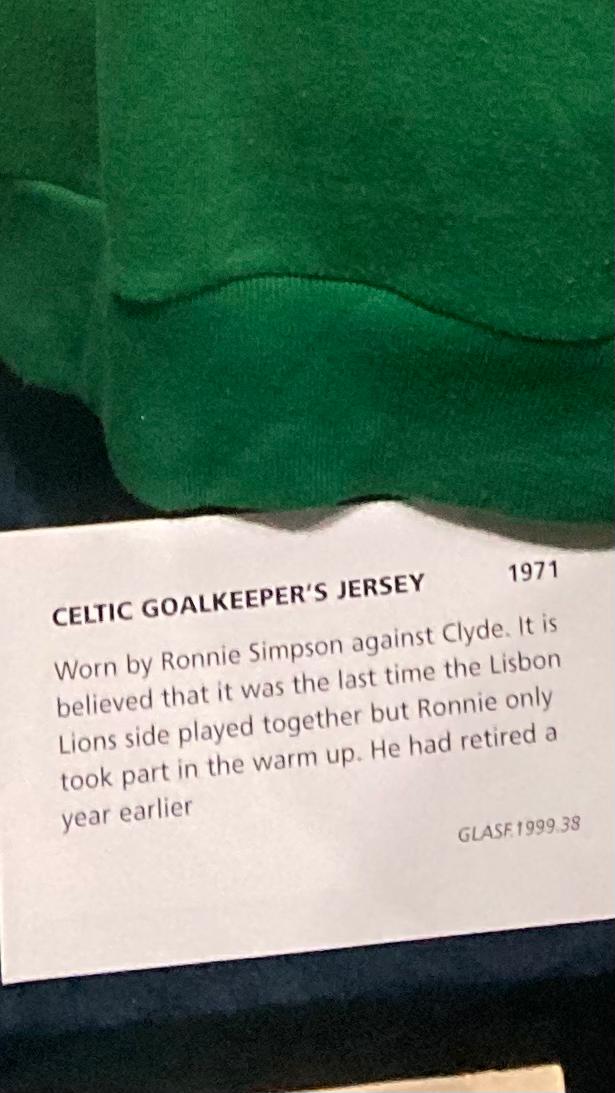 CELTIC GOALKEEPER'S JERSEY 1971
Worn by Ronnie Simpson against Clyde. It is
believed that it was the last time the Lisbon
Lions side played together but Ronnie only
took part in the warm up. He had retired a
year earlier
GLASF.1999.38